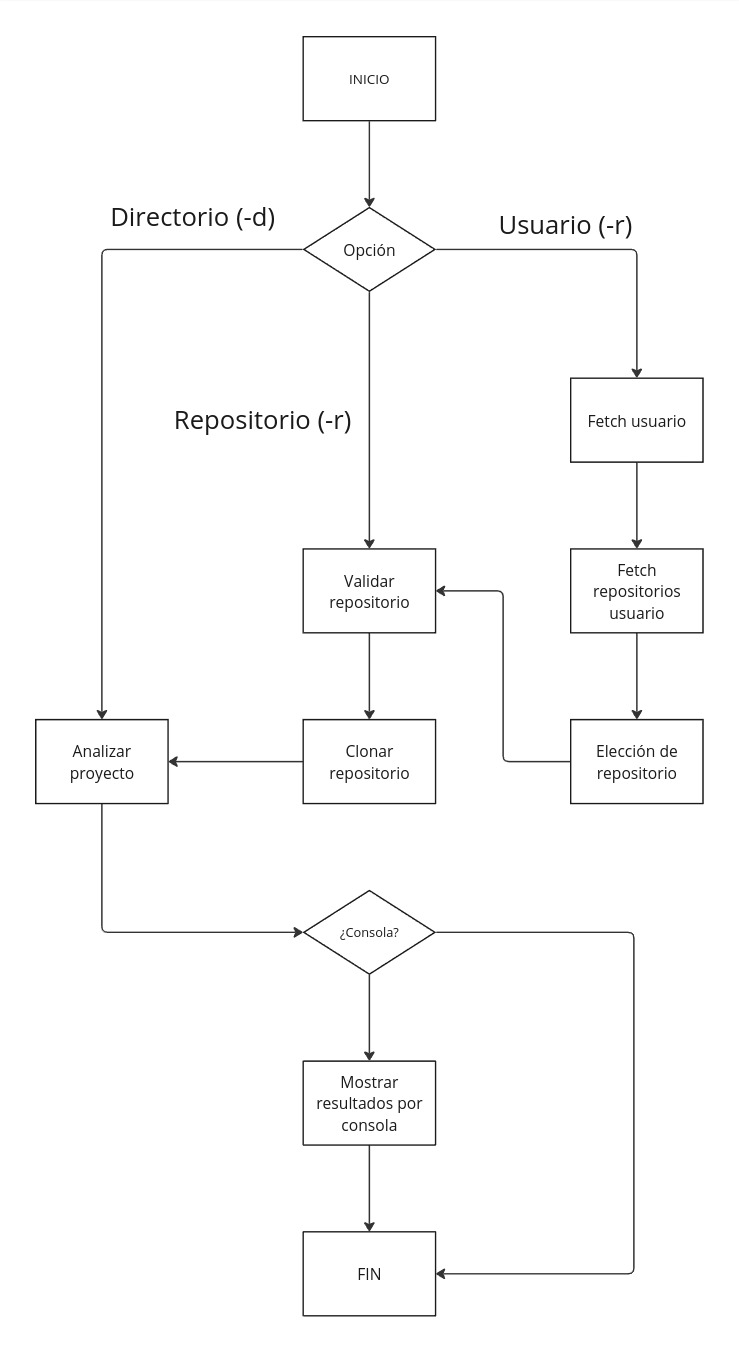 INICIO
Directorio (-d)
Usuario (-r)
Opción
Repositorio (-r)
Fetch usuario
Validar
repositorio
Fetch
repositorios
usuario
Analizar
proyecto
Clonar
repositorio
Elección de
repositorio
¿Consola?
Mostrar
resultados por
consola
FIN